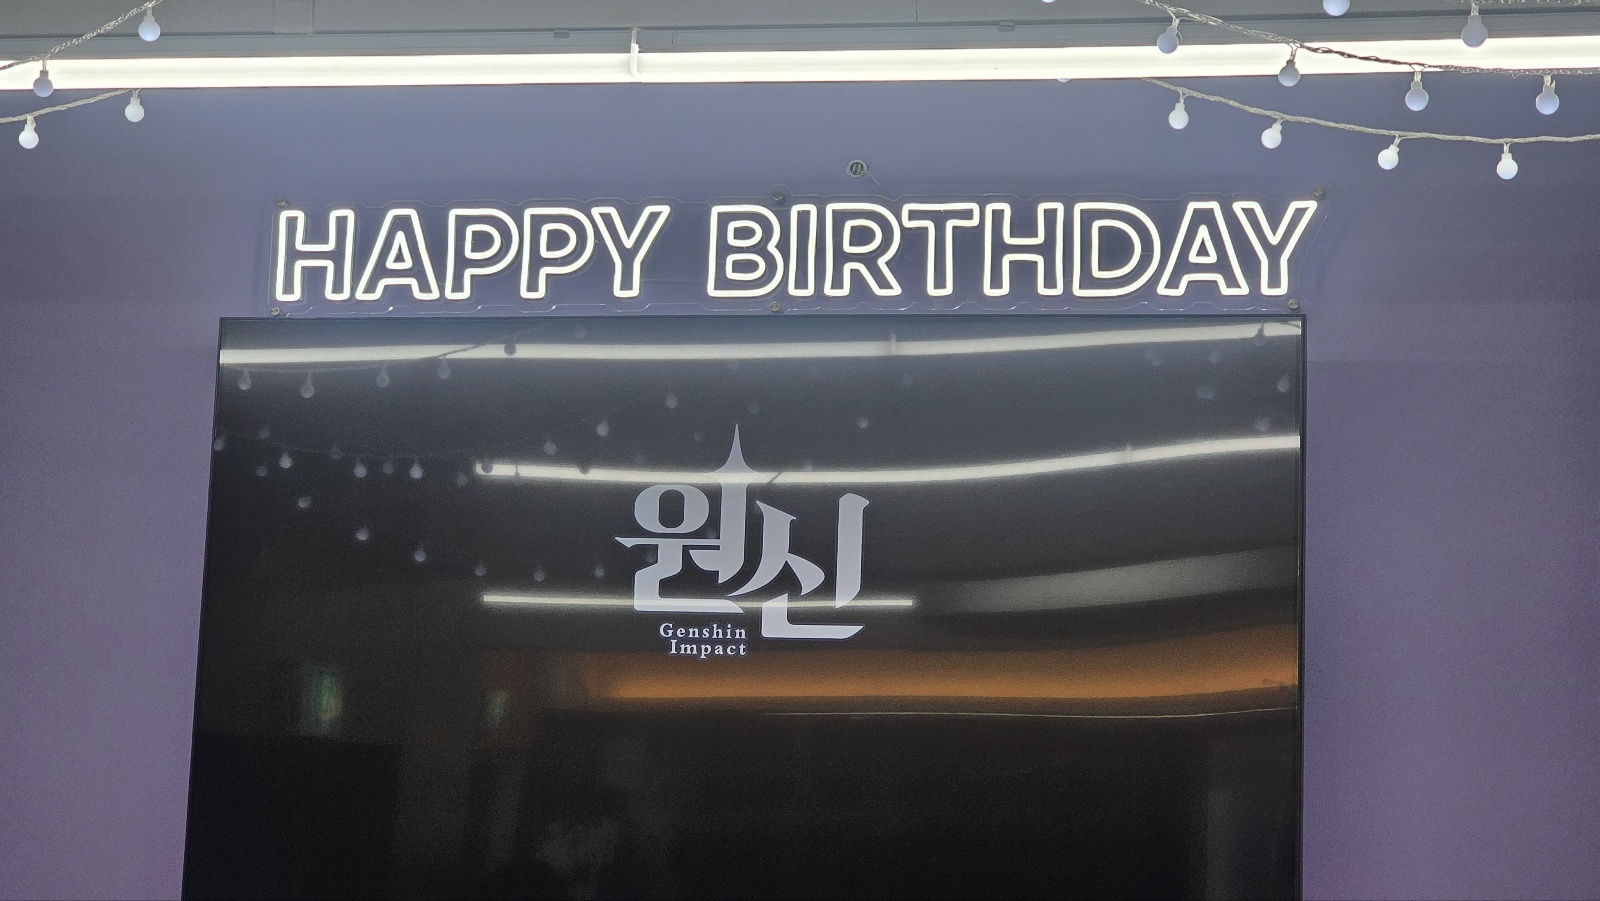 HAPPY BIRTHDAY
원신
Genshin
Impact